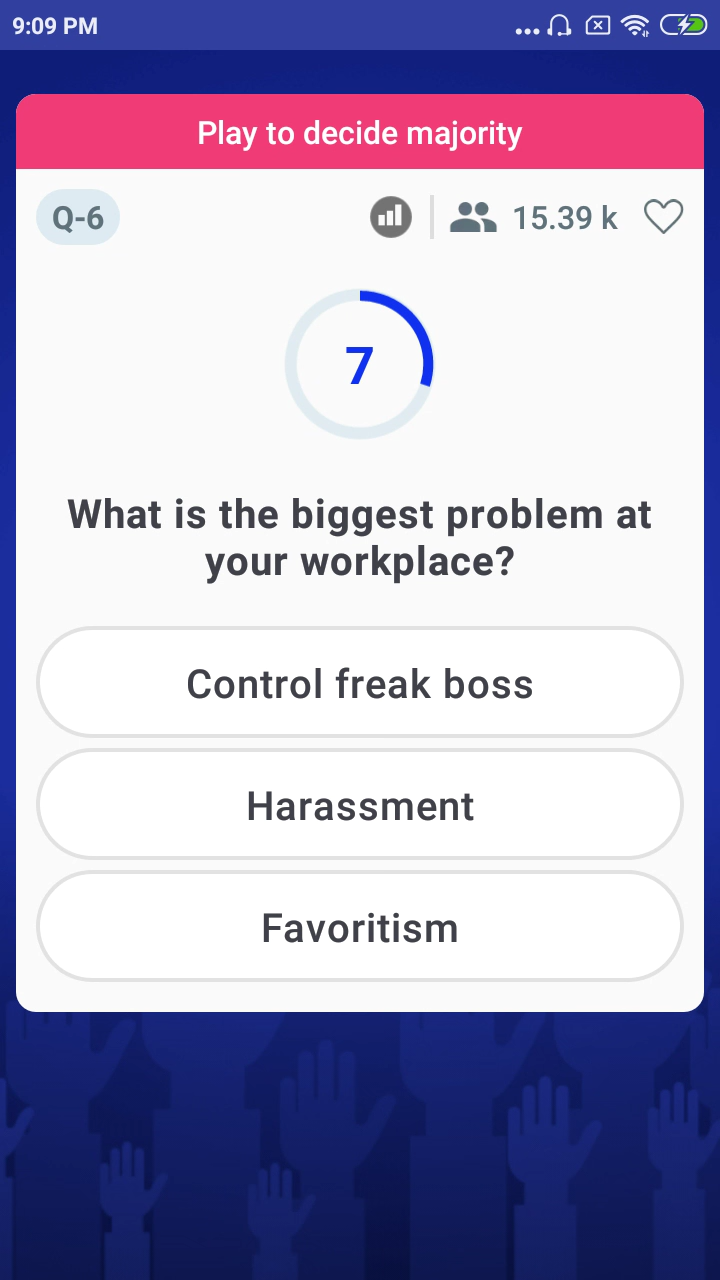 9:09 PM
Play to decide majority
Q-6
15.39 k
7
What is the biggest problem at
your workplace?
Control freak boss
Harassment
Favoritism